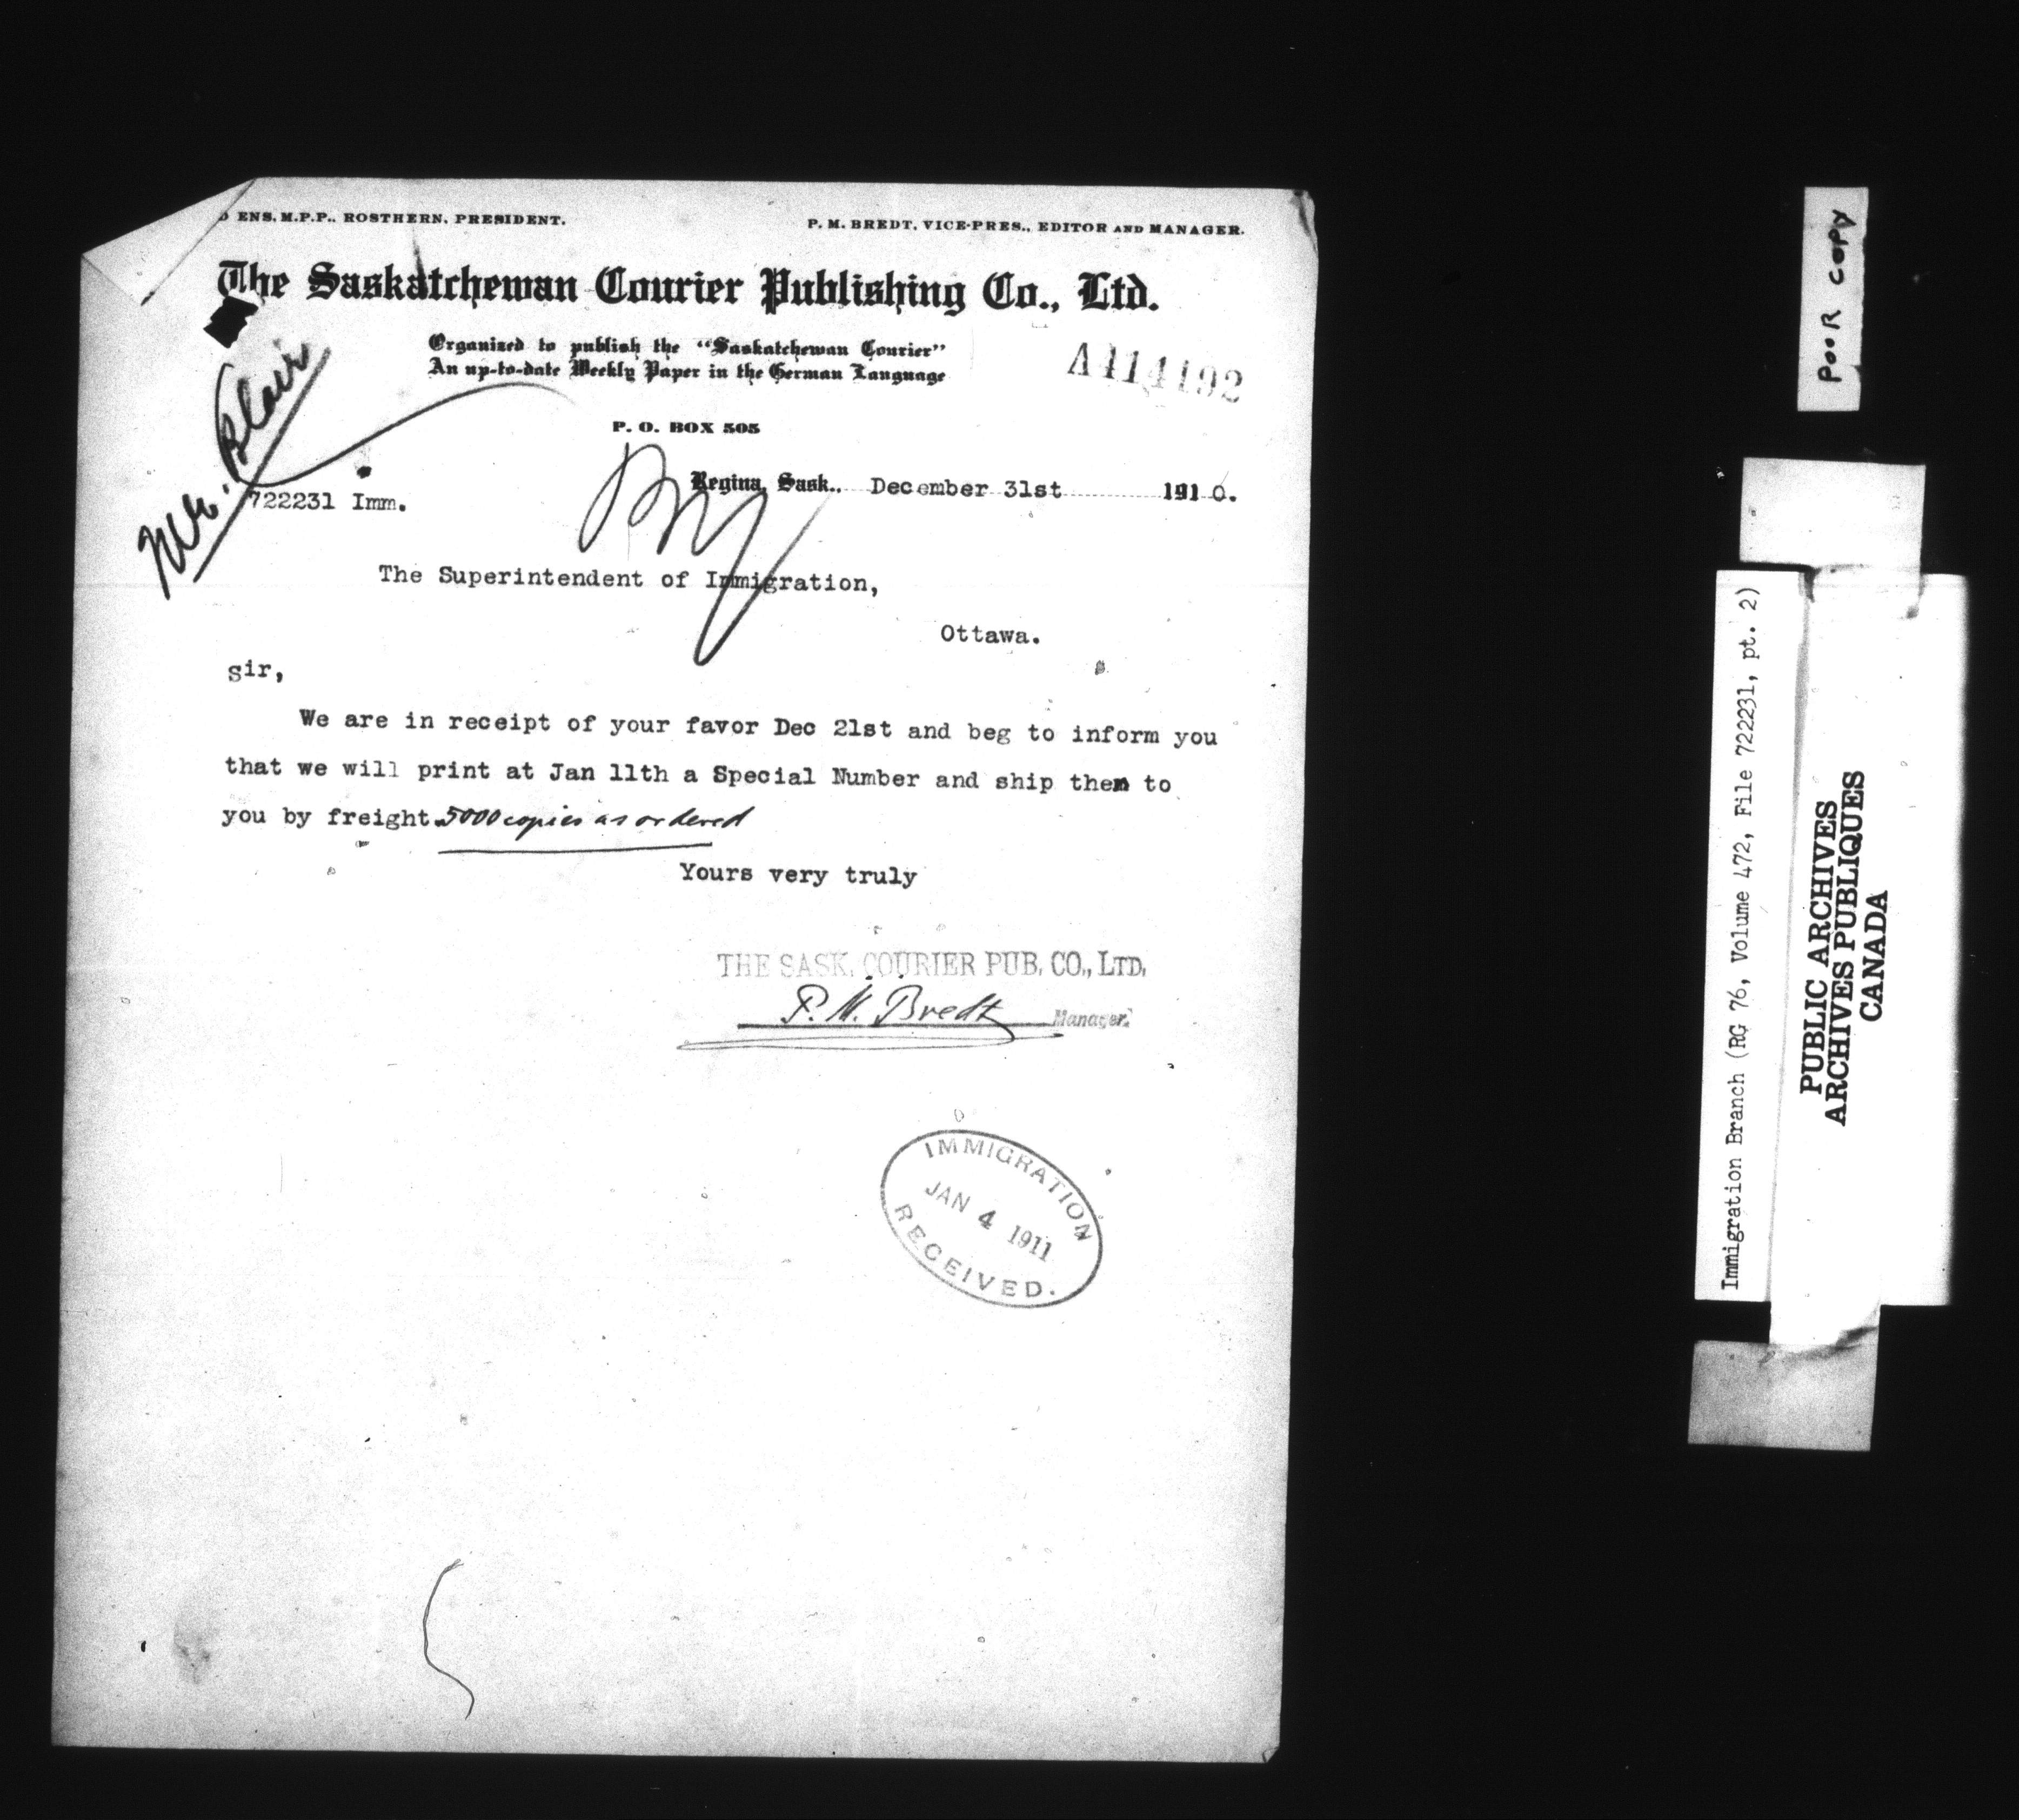 ENS, M.P.P., ROSTHERN, PRESIDENT.
P. M. BREDT, VICE-PRES., EDITOR AND MANAGER.
The Saskatchewan Courier Publishing Co., Ltd.
Organized to publish the "Saskatchewan Courier"
An up-to-date Weekly Paper in the German Language
A414192
Mr. Blair
P. O. BOX 505
Regina, Sask., December 31st 1910.
722231 Imm.
The Superintendent of Immigration,
Ottawa.
Sir,
We are in receipt of your favor Dec 21st and beg to inform you
that we will print at Jan 11th a Special Number and ship them to
you by freight. 5000 copies as ordered
Yours very truly
THE SASK. COURIER PUB. CO., LTD.
P. M. Bredt Manager.
IMMIGRATION
JAN 4 1911
RECEIVED.
POOR COPY
Immigration Branch (RG 76, Volume 472, File 722231, pt. 2)
PUBLIC ARCHIVES
ARCHIVES PUBLIQUES
CANADA